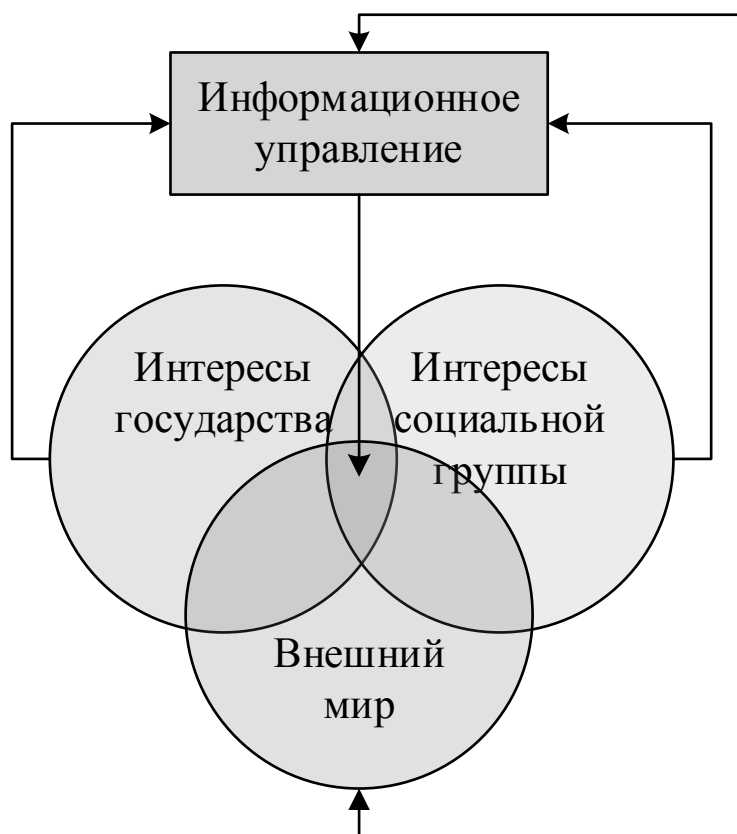 Информационное
управление
Интересы
государства
Интересы
социальной
группы
Внешний
мир